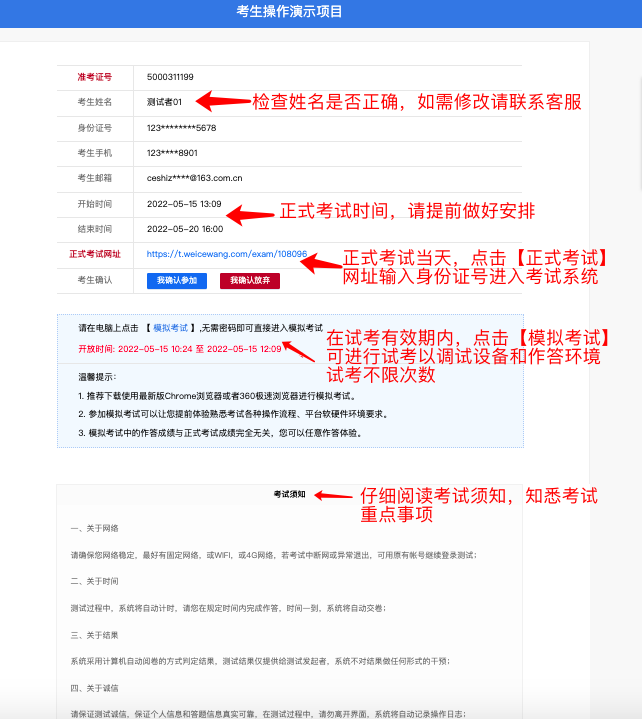 考生操作演示项目
准考证号 5000311199
考生姓名 测试者01
检查姓名是否正确，如需修改请联系客服
身份证号 123********5678
考生手机 123****8901
考生邮箱 ceshiz****@163.com.cn
开始时间 2022-05-15 13:09
正式考试时间，请提前做好安排
结束时间 2022-05-20 16:00
正式考试网址 https://t.weicewang.com/exam/108096
正式考试当天，点击【正式考试】
网址输入身份证号进入考试系统
考生确认 我确认参加 我确认放弃
请在电脑上点击 【 模拟考试 】,无需密码即可直接进入模拟考试
开放时间: 2022-05-15 10:24 至 2022-05-15 12:09
在试考有效期内，点击【模拟考试】
可进行试考以调试设备和作答环境
试考不限次数
温馨提示：
1. 推荐下载使用最新版Chrome浏览器或者360极速浏览器进行模拟考试。
2. 参加模拟考试可以让您提前体验熟悉考试各种操作流程、平台软硬件环境要求。
3. 模拟考试中的作答成绩与正式考试成绩完全无关，您可以任意作答体验。
考试须知
仔细阅读考试须知，知悉考试
重点事项
一、关于网络
请确保您网络稳定，最好有固定网络，或WIFI，或4G网络，若考试中断网或异常退出，可用原有帐号继续登录测试；
二、关于时间
测试过程中，系统将自动计时，请您在规定时间内完成作答，时间一到，系统将自动交卷；
三、关于结果
系统采用计算机自动阅卷的方式判定结果，测试结果仅提供给测试发起者，系统不对结果做任何形式的干预；
四、关于诚信
请保证测试诚信，保证个人信息和答题信息真实可靠，在测试过程中，请勿离开界面，系统将自动记录操作日志；